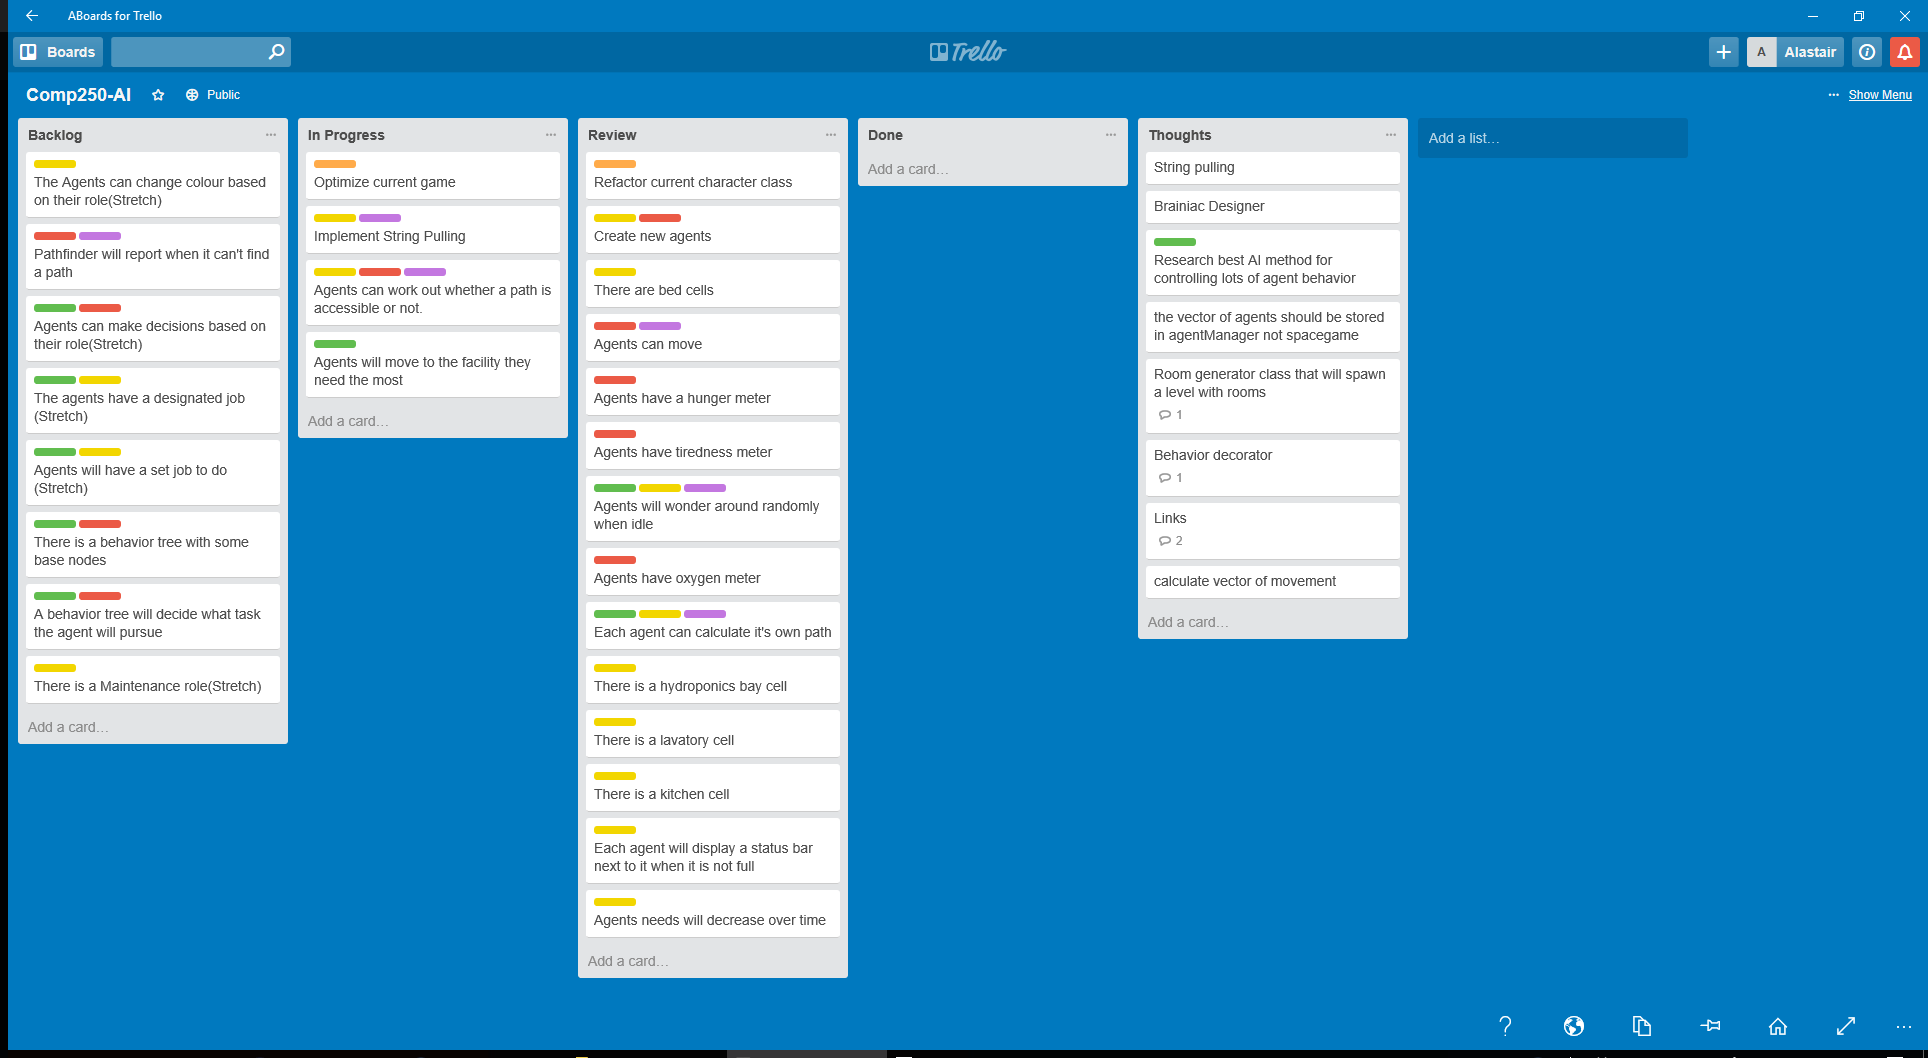 ABoards for Trello
Boards
Trello
A Alastair
Comp250-AI
Public
Show Menu
Backlog
The Agents can change colour based
on their role(Stretch)
Pathfinder will report when it can't find
a path
Agents can make decisions based on
their role(Stretch)
The agents have a designated job
(Stretch)
Agents will have a set job to do
(Stretch)
There is a behavior tree with some
base nodes
A behavior tree will decide what task
the agent will pursue
There is a Maintenance role(Stretch)
Add a card...
In Progress
Optimize current game
Implement String Pulling
Agents can work out whether a path is
accessible or not.
Agents will move to the facility they
need the most
Add a card...
Review
Refactor current character class
Create new agents
There are bed cells
Agents can move
Agents have a hunger meter
Agents have tiredness meter
Agents will wonder around randomly
when idle
Agents have oxygen meter
Each agent can calculate it's own path
There is a hydroponics bay cell
There is a lavatory cell
There is a kitchen cell
Each agent will display a status bar
next to it when it is not full
Agents needs will decrease over time
Add a card...
Done
Add a card...
Thoughts
String pulling
Brainiac Designer
Research best AI method for
controlling lots of agent behavior
the vector of agents should be stored
in agentManager not spacegame
Room generator class that will spawn
a level with rooms
1
Behavior decorator
1
Links
2
calculate vector of movement
Add a card...
Add a list...